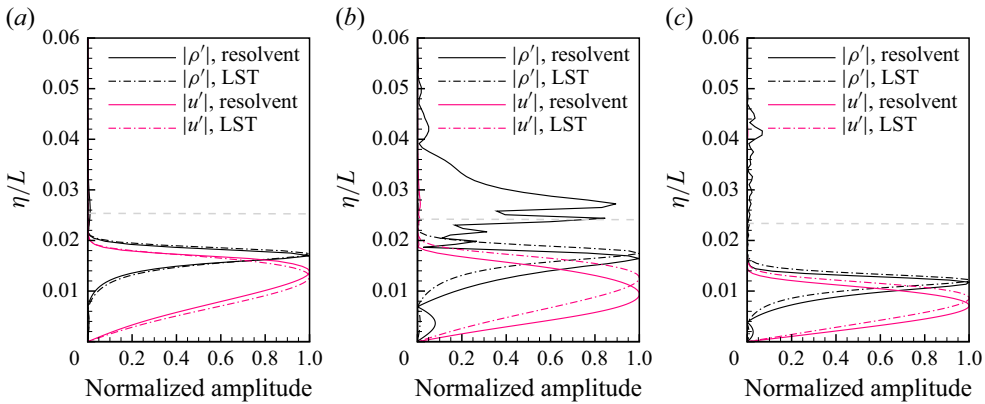 (a)
0.06
0.05
0.04
0.03
0.02
0.01
η/L
|ρ′|, resolvent
|ρ′|, LST
|u′|, resolvent
|u′|, LST
0 0.2 0.4 0.6 0.8 1.0
Normalized amplitude
(b)
0.06
0.05
0.04
0.03
0.02
0.01
η/L
|ρ′|, resolvent
|ρ′|, LST
|u′|, resolvent
|u′|, LST
0 0.2 0.4 0.6 0.8 1.0
Normalized amplitude
(c)
0.06
0.05
0.04
0.03
0.02
0.01
η/L
|ρ′|, resolvent
|ρ′|, LST
|u′|, resolvent
|u′|, LST
0 0.2 0.4 0.6 0.8 1.0
Normalized amplitude